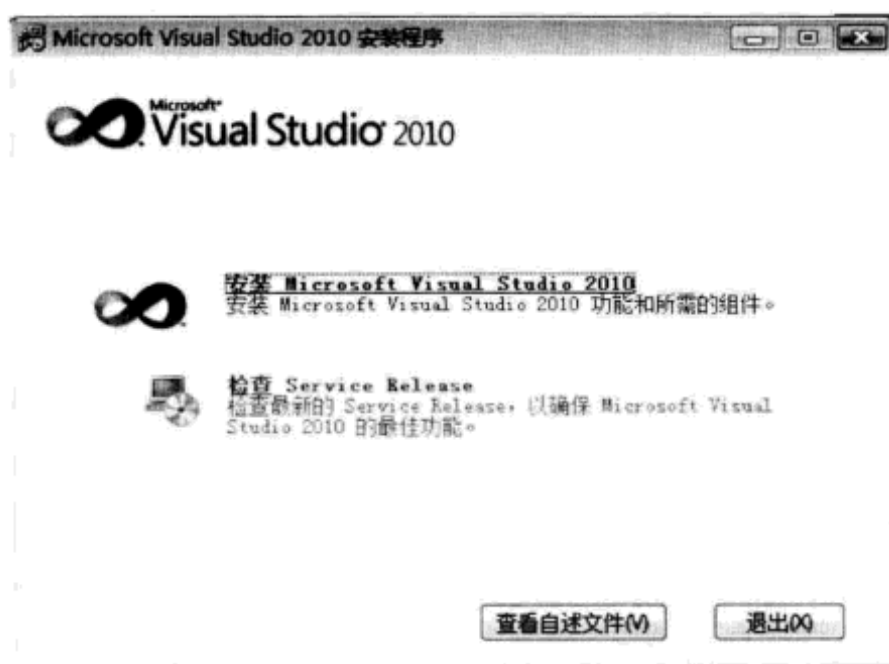 Microsoft Visual Studio 2010 安装程序
Microsoft
Visual Studio 2010
安装 Microsoft Visual Studio 2010
安装 Microsoft Visual Studio 2010 功能和所需的组件。
检查 Service Release
检查最新的 Service Release，以确保 Microsoft Visual
Studio 2010 的最佳功能。
查看自述文件(V)
退出(X)